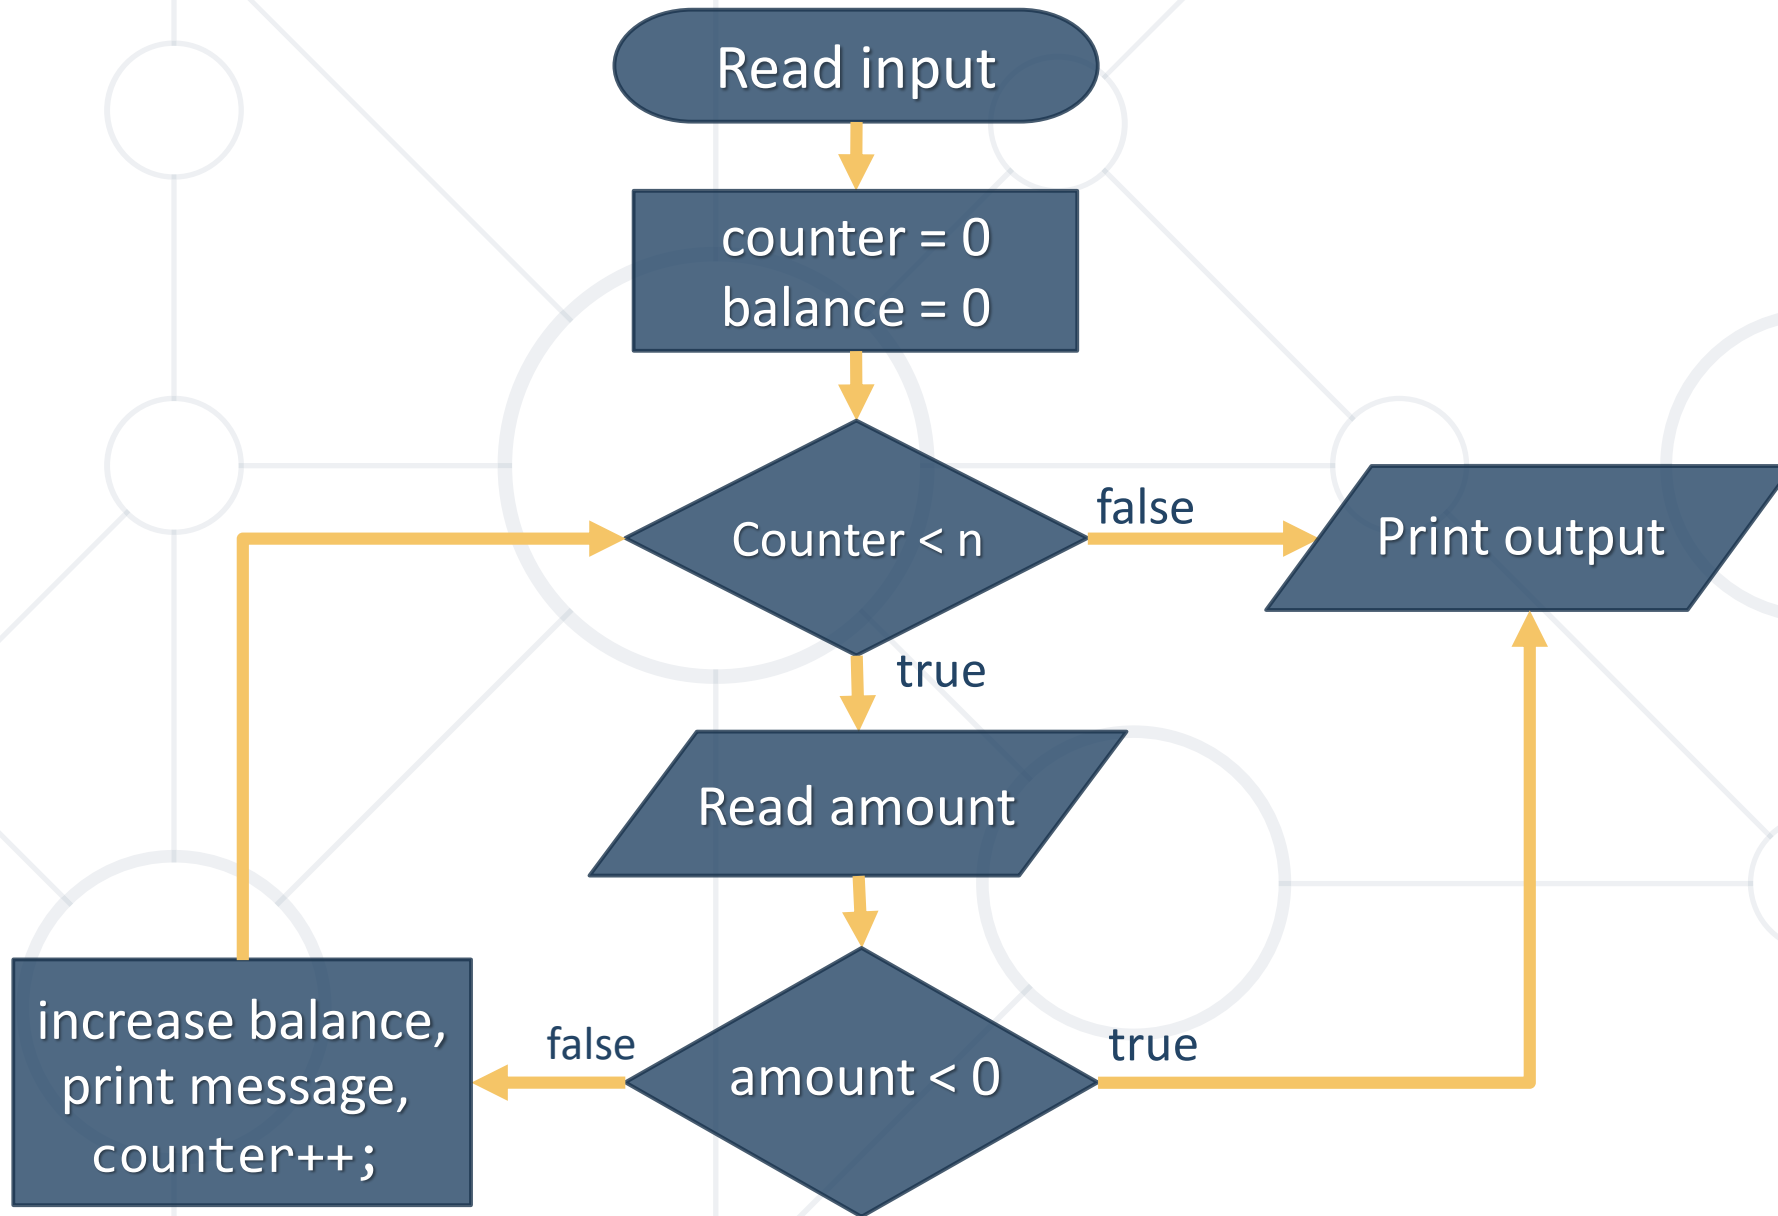 Read input
counter = 0
balance = 0
Counter < n
false
Print output
true
Read amount
amount < 0
false
true
increase balance,
print message,
counter++;